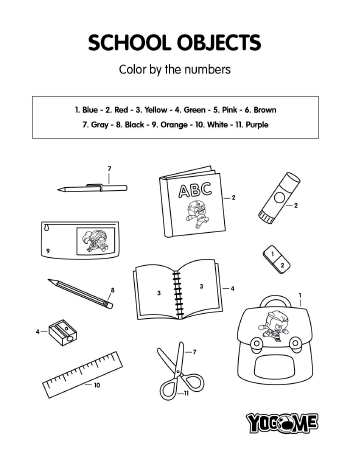 SCHOOL OBJECTS
Color by the numbers
1. Blue - 2. Red - 3. Yellow - 4. Green - 5. Pink - 6. Brown
7. Gray - 8. Black - 9. Orange - 10. White - 11. Purple
7
ABC
2
2
9
1
2
8
3
3
4
1
4
7
10
11
YOGOME